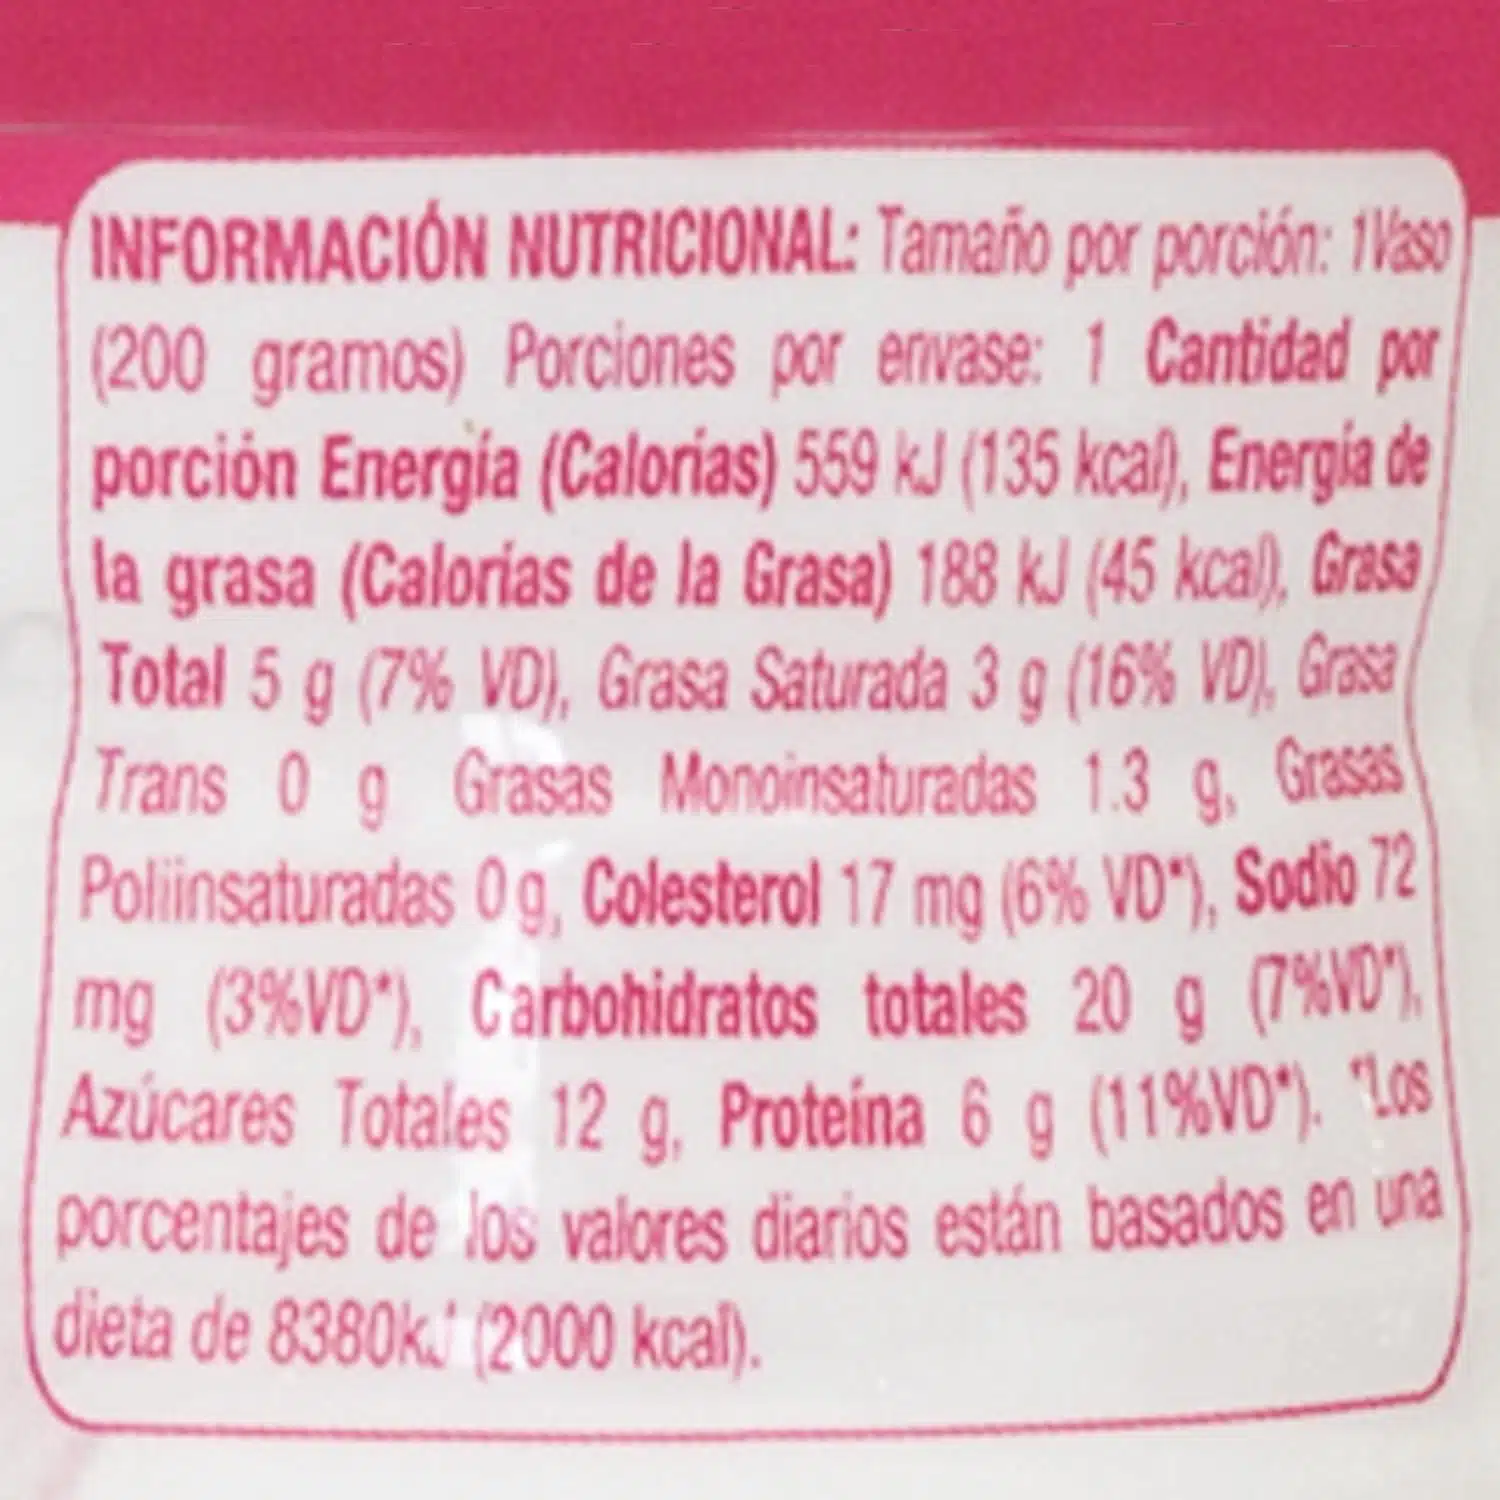 INFORMACIÓN NUTRICIONAL: Tamaño por porción: 1Vaso
(200 gramos) Porciones por envase: 1 Cantidad por
porción Energía (Calorías) 559 kJ (135 kcal), Energía de
la grasa (Calorías de la Grasa) 188 kJ (45 kcal), Grasa
Total 5 g (7% VD), Grasa Saturada 3 g (16% VD), Grasa
Trans 0 g Grasas Monoinsaturadas 1.3 g, Grasas
Poliinsaturadas 0 g, Colesterol 17 mg (6% VD*), Sodio 72
mg (3%VD*), Carbohidratos totales 20 g (7%VD*),
Azúcares Totales 12 g, Proteína 6 g (11%VD*). *Los
porcentajes de los valores diarios están basados en una
dieta de 8380kJ (2000 kcal).